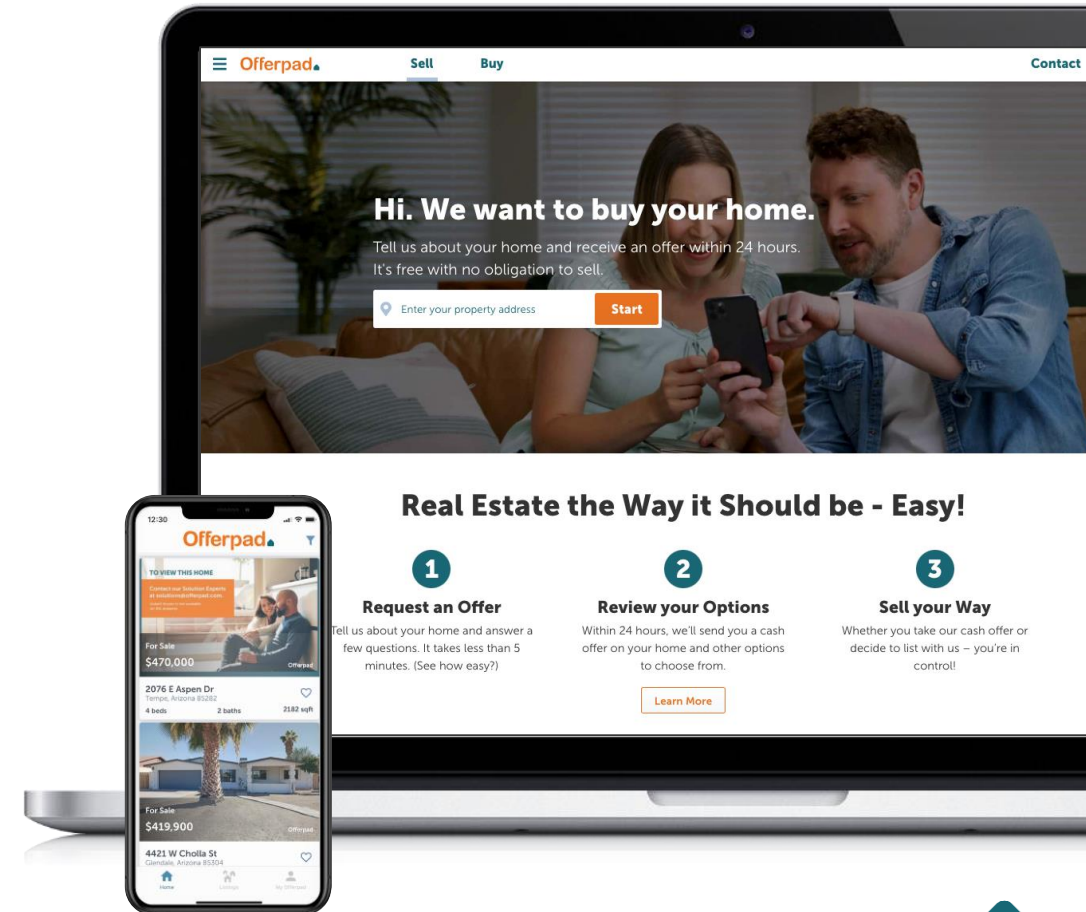 Offerpad
Sell
Buy
Contact
Hi. We want to buy your home.
Tell us about your home and receive an offer within 24 hours.
It's free with no obligation to sell.
Enter your property address
Start
Real Estate the Way it Should be - Easy!
1
Request an Offer
Tell us about your home and answer a
few questions. It takes less than 5
minutes. (See how easy?)
2
Review your Options
Within 24 hours, we'll send you a cash
offer on your home and other options
to choose from.
Learn More
3
Sell your Way
Whether you take our cash offer or
decide to list with us – you're in
control!
12:30
Offerpad
TO VIEW THIS HOME
Contact our Solution Experts
For Sale
$470,000
Offerpad
2076 E Aspen Dr
Tempe, Arizona 85282
4 beds
2 baths
2182 sqft
For Sale
$419,900
Offerpad
4421 W Cholla St
Glendale, Arizona 85304
Home
Listings
My Offerpad